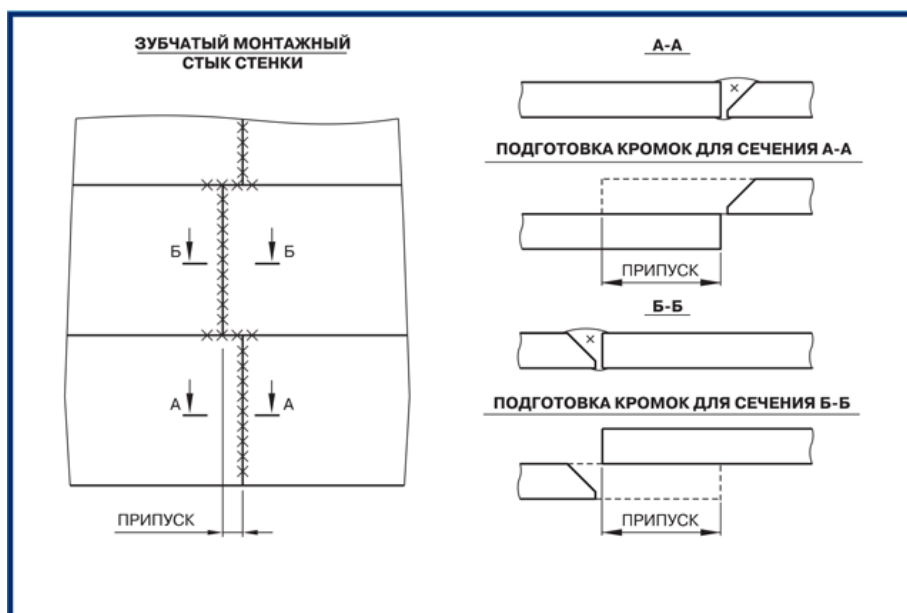 ЗУБЧАТЫЙ МОНТАЖНЫЙ
СТЫК СТЕНКИ
Б
Б
А
А
ПРИПУСК
А-А
ПОДГОТОВКА КРОМОК ДЛЯ СЕЧЕНИЯ А-А
ПРИПУСК
Б-Б
ПОДГОТОВКА КРОМОК ДЛЯ СЕЧЕНИЯ Б-Б
ПРИПУСК